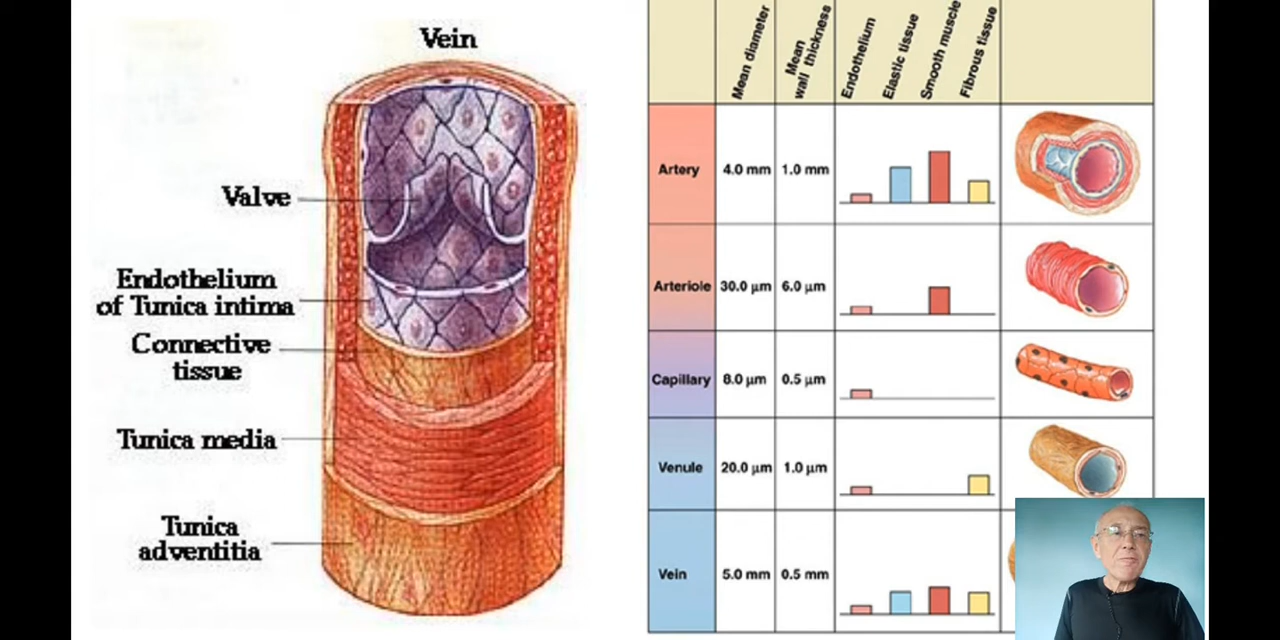 Vein
Valve
Endothelium
of Tunica intima
Connective
tissue
Tunica media
Tunica
adventitia
Mean diameter
Mean
wall thickness
Endothelium
Elastic tissue
Smooth muscle
Fibrous tissue
Artery 4.0 mm 1.0 mm
Arteriole 30.0 µm 6.0 µm
Capillary 8.0 µm 0.5 µm
Venule 20.0 µm 1.0 µm
Vein 5.0 mm 0.5 mm